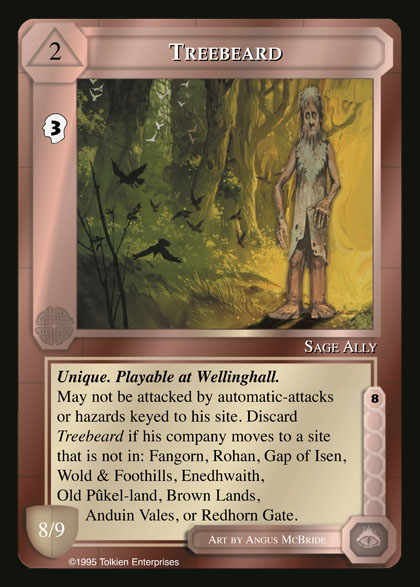 2
TREEBEARD
3
SAGE ALLY
Unique. Playable at Wellinghall.
May not be attacked by automatic-attacks
or hazards keyed to his site. Discard
Treebeard if his company moves to a site
that is not in: Fangorn, Rohan, Gap of Isen,
Wold & Foothills, Enedhwaith,
Old Pûkel-land, Brown Lands,
Anduin Vales, or Redhorn Gate.
8
8/9
ART BY ANGUS MCBRIDE
©1995 Tolkien Enterprises